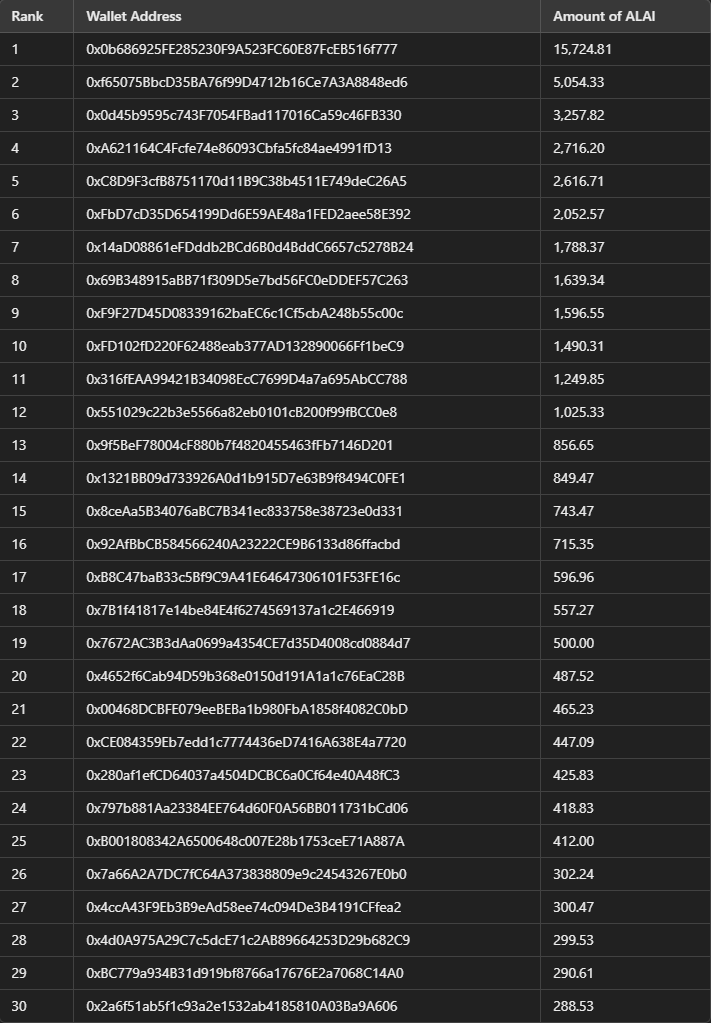 Rank Wallet Address Amount of ALAI
1 0x0b686925FE285230F9A523FC60E87FcEB516f777 15,724.81
2 0xf65075BbcD35BA76f99D4712b16Ce7A3A8848ed6 5,054.33
3 0x0d45b9595c743F7054FBad117016Ca59c46FB330 3,257.82
4 0xA621164C4Fcfe74e86093Cbfa5fc84ae4991fD13 2,716.20
5 0xC8D9F3cfB8751170d11B9C38b4511E749deC26A5 2,616.71
6 0xFbD7cD35D654199Dd6E59AE48a1FED2aee58E392 2,052.57
7 0x14aD08861eFDddb2BCd6B0d4BddC6657c5278B24 1,788.37
8 0x69B348915aBB71f309D5e7bd56FC0eDDEF57C263 1,639.34
9 0xF9F27D45D08339162baEC6c1Cf5cbA248b55c00c 1,596.55
10 0xFD102fD220F62488eab377AD132890066Ff1beC9 1,490.31
11 0x316fEAA99421B34098EcC7699D4a7a695AbCC788 1,249.85
12 0x551029c22b3e5566a82eb0101cB200f99fBCC0e8 1,025.33
13 0x9f5BeF78004cF880b7f4820455463fFb7146D201 856.65
14 0x1321BB09d733926A0d1b915D7e63B9f8494C0FE1 849.47
15 0x8ceAa5B34076aBC7B341ec833758e38723e0d331 743.47
16 0x92AfBbCB584566240A23222CE9B6133d86ffacbd 715.35
17 0xB8C47baB33c5Bf9C9A41E64647306101F53FE16c 596.96
18 0x7B1f41817e14be84E4f6274569137a1c2E466919 557.27
19 0x7672AC3B3dAa0699a4354CE7d35D4008cd0884d7 500.00
20 0x4652f6Cab94D59b368e0150d191A1a1c76EaC28B 487.52
21 0x00468DCBFE079eeBEBa1b980FbA1858f4082C0bD 465.23
22 0xCE084359Eb7edd1c7774436eD7416A638E4a7720 447.09
23 0x280af1efCD64037a4504DCBC6a0Cf64e40A48fC3 425.83
24 0x797b881Aa23384EE764d60F0A56BB011731bCd06 418.83
25 0xB001808342A6500648c007E28b1753ceE71A887A 412.00
26 0x7a66A2A7DC7fC64A373838809e9c24543267E0b0 302.24
27 0x4ccA43F9Eb3B9eAd58ee74c094De3B4191CFfea2 300.47
28 0x4d0A975A29C7c5dcE71c2AB89664253D29b682C9 299.53
29 0xBC779a934B31d919bf8766a17676E2a7068C14A0 290.61
30 0x2a6f51ab5f1c93a2e1532ab4185810A03Ba9A606 288.53